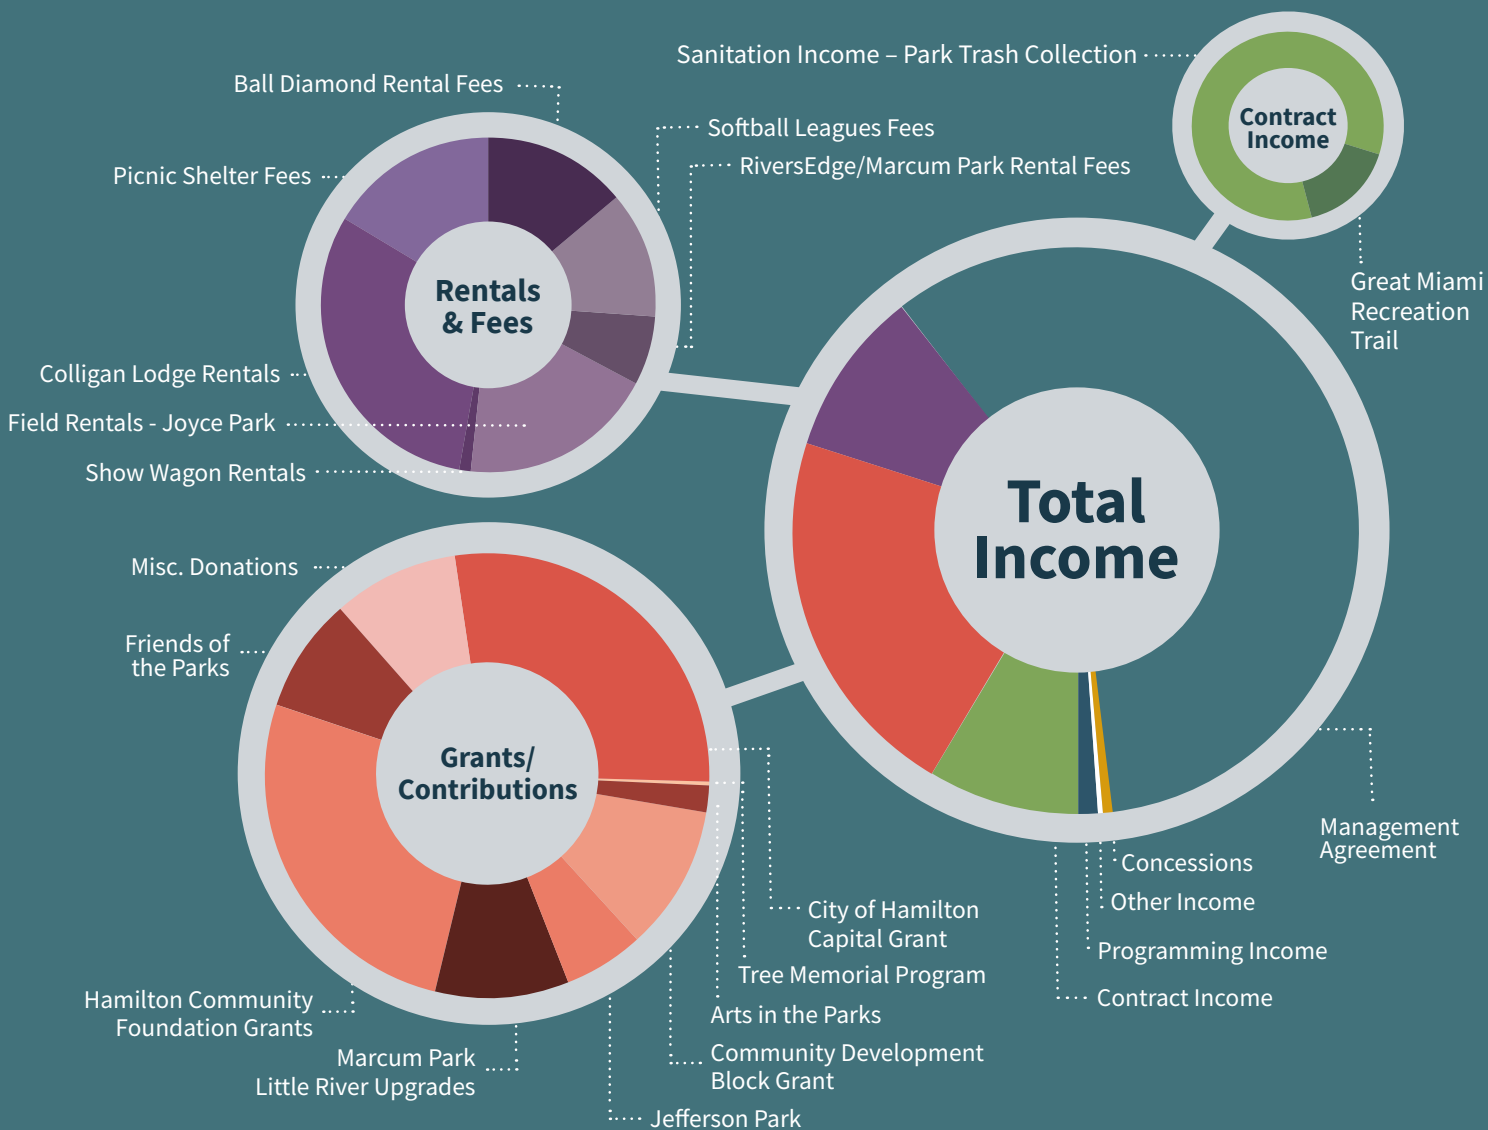 Sanitation Income – Park Trash Collection
Contract
Income
Great Miami
Recreation
Trail
Ball Diamond Rental Fees
Softball Leagues Fees
RiversEdge/Marcum Park Rental Fees
Picnic Shelter Fees
Rentals
& Fees
Colligan Lodge Rentals
Field Rentals - Joyce Park
Show Wagon Rentals
Total
Income
Management
Agreement
Concessions
Other Income
Programming Income
Contract Income
Misc. Donations
Friends of
the Parks
Grants/
Contributions
City of Hamilton
Capital Grant
Tree Memorial Program
Arts in the Parks
Community Development
Block Grant
Jefferson Park
Marcum Park
Little River Upgrades
Hamilton Community
Foundation Grants